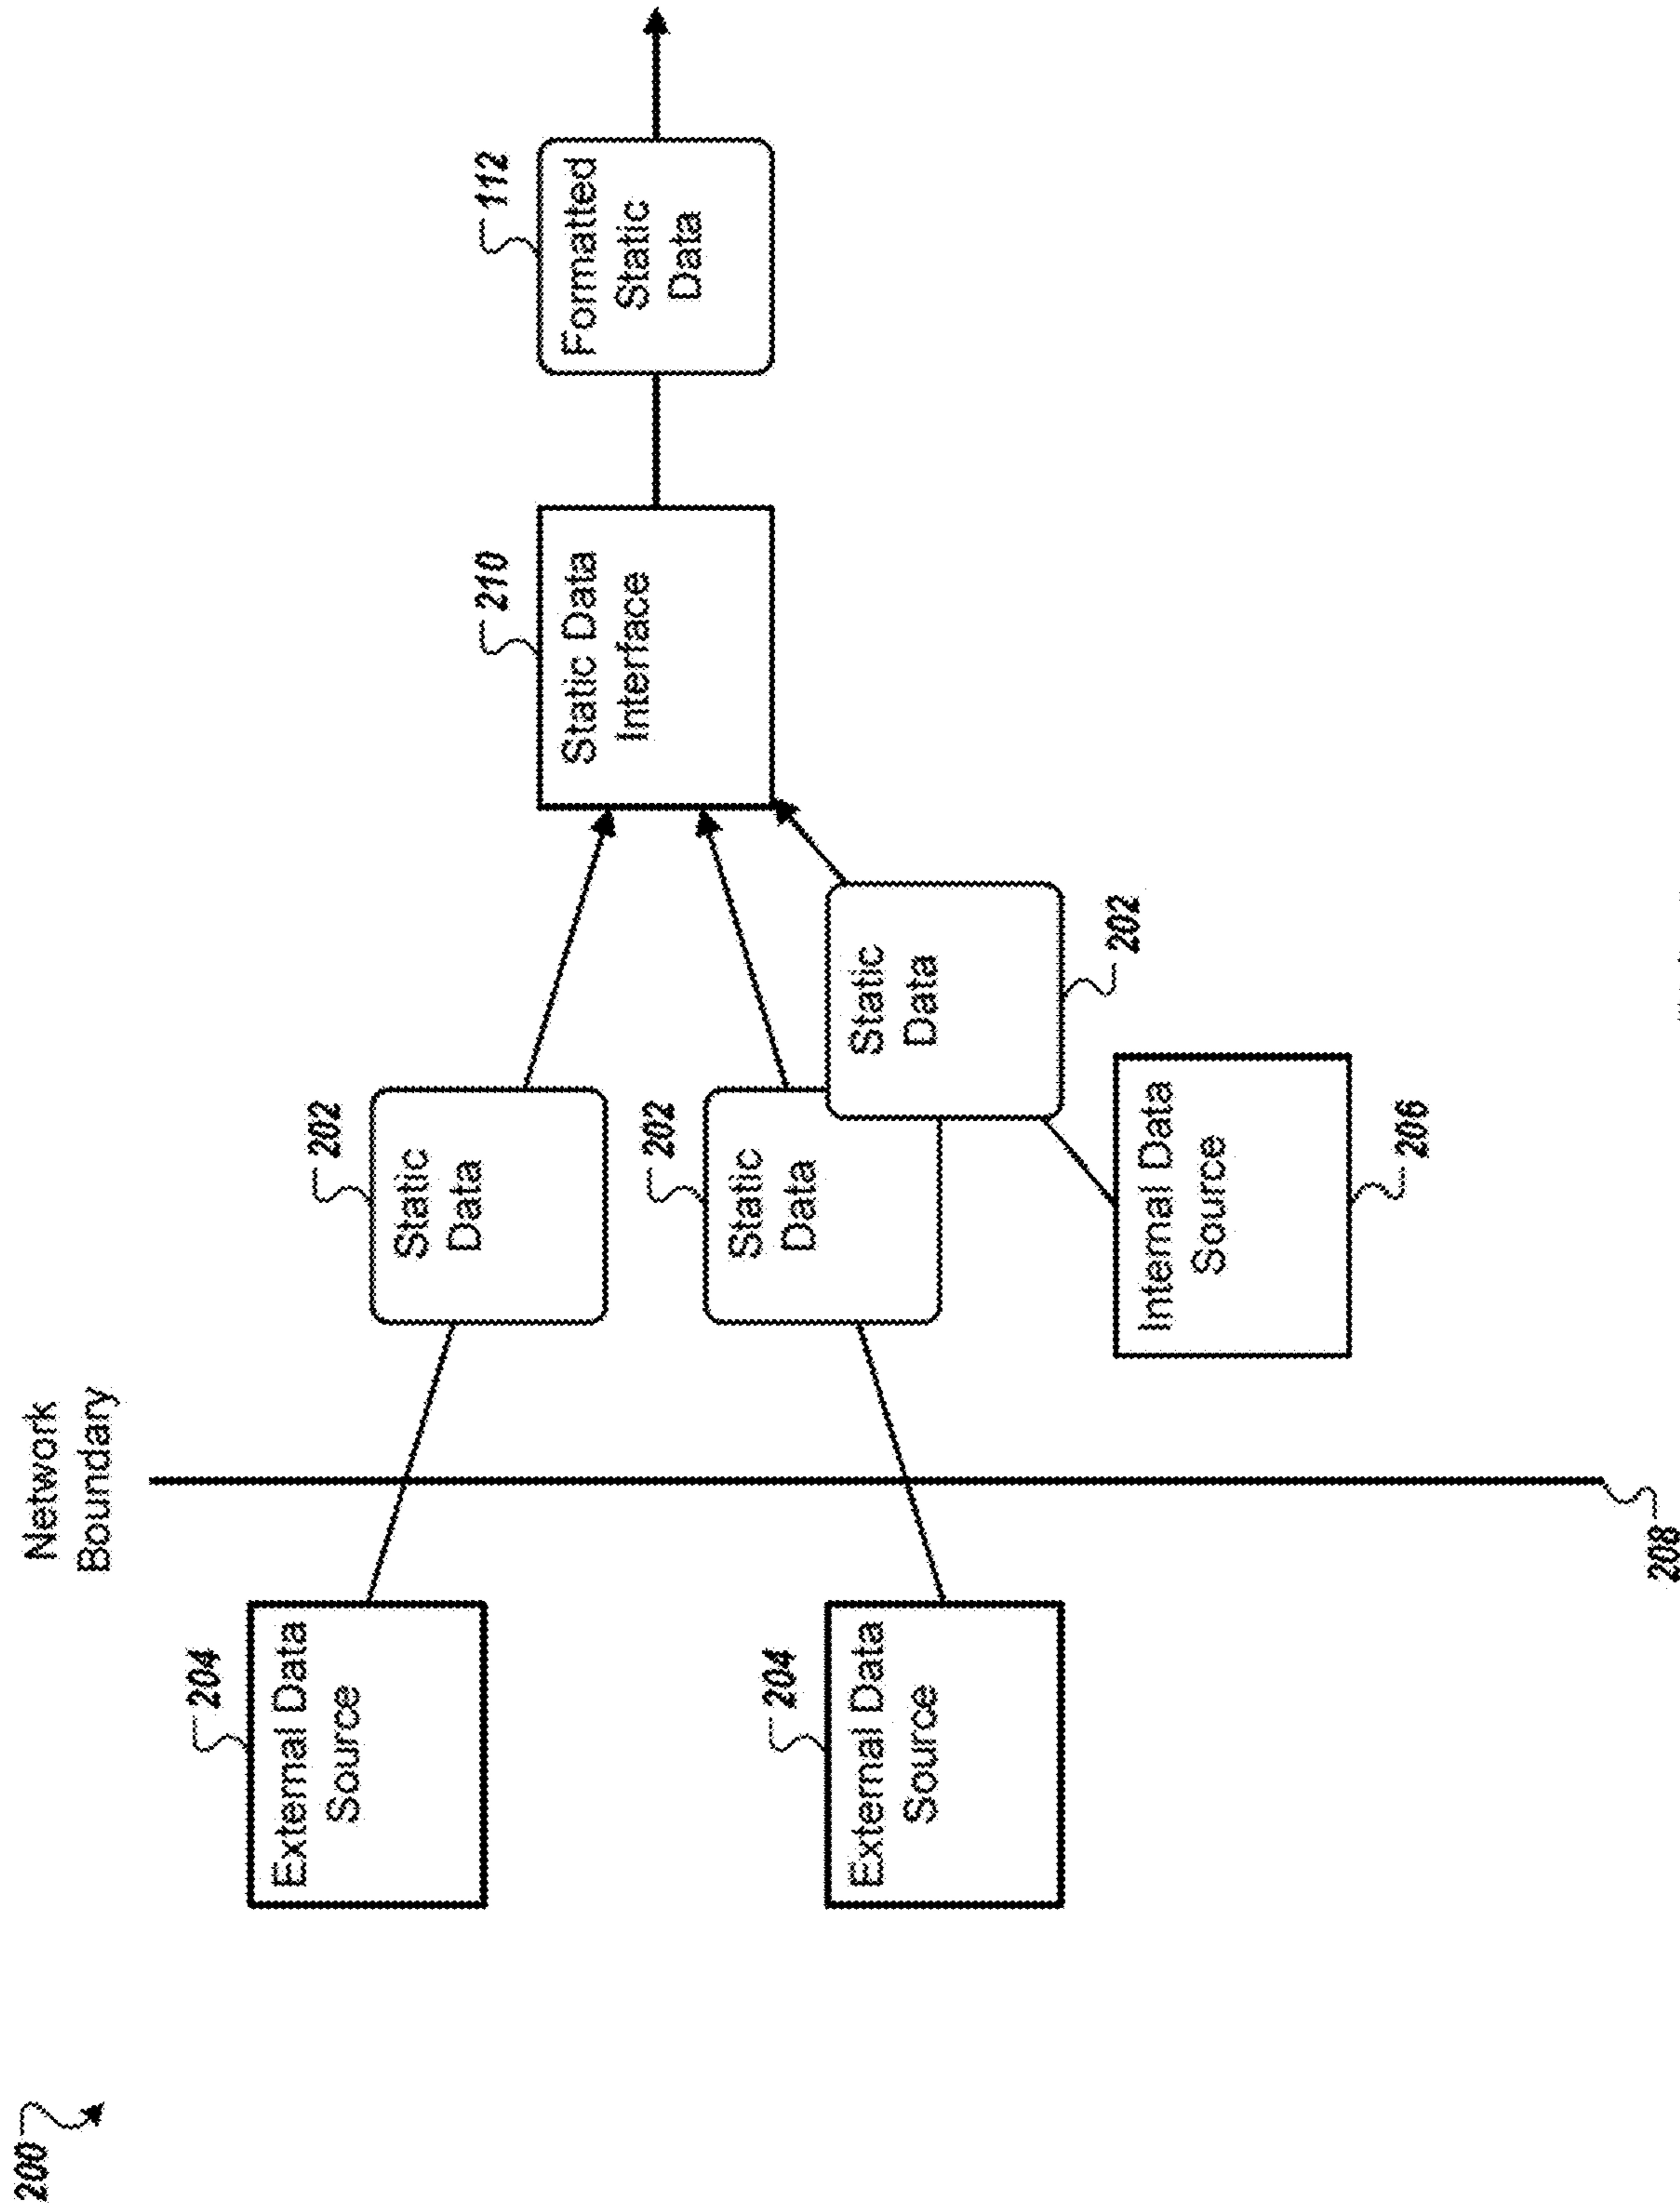 200
Network
Boundary
204
External Data
Source
204
External Data
Source
208
202
Static
Data
202
Static
Data
202
Static
Data
Internal Data
Source
206
210
Static Data
Interface
112
Formatted
Static
Data